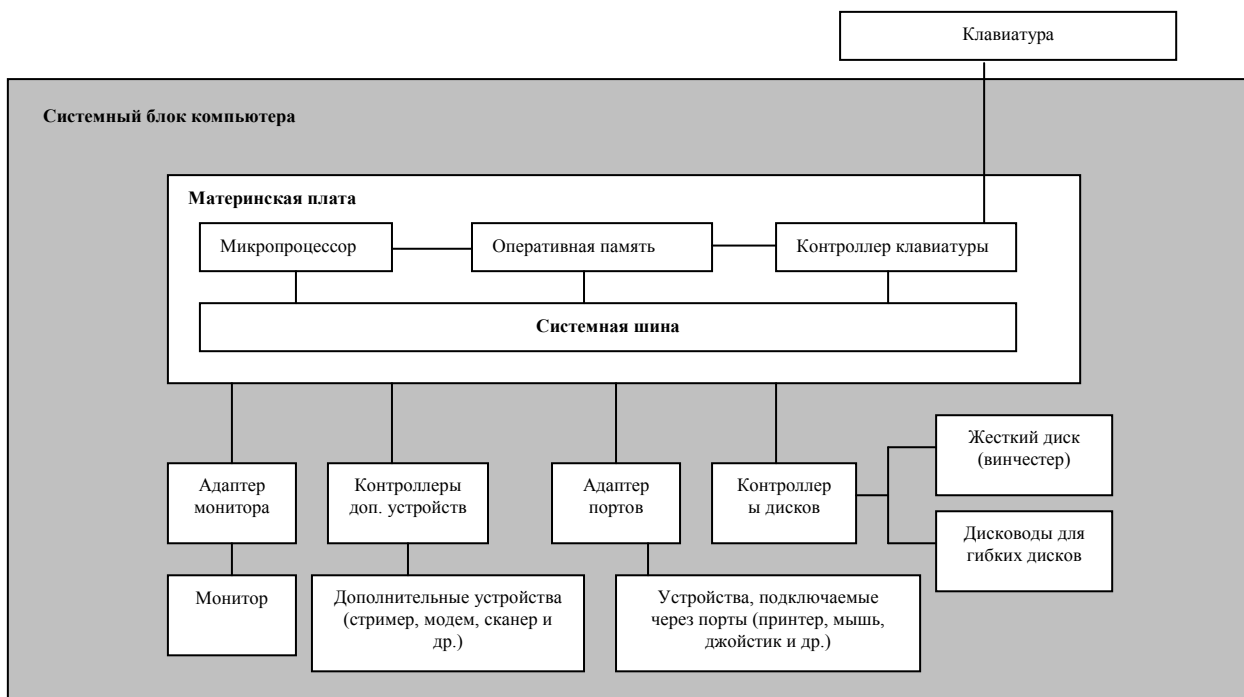 Клавиатура
Системный блок компьютера
Материнская плата
Микропроцессор
Оперативная память
Контроллер клавиатуры
Системная шина
Жесткий диск
(винчестер)
Адаптер
монитора
Контроллеры
доп. устройств
Адаптер
портов
Контроллер
ы дисков
Дисководы для
гибких дисков
Монитор
Дополнительные устройства
(стример, модем, сканер и
др.)
Устройства, подключаемые
через порты (принтер, мышь,
джойстик и др.)